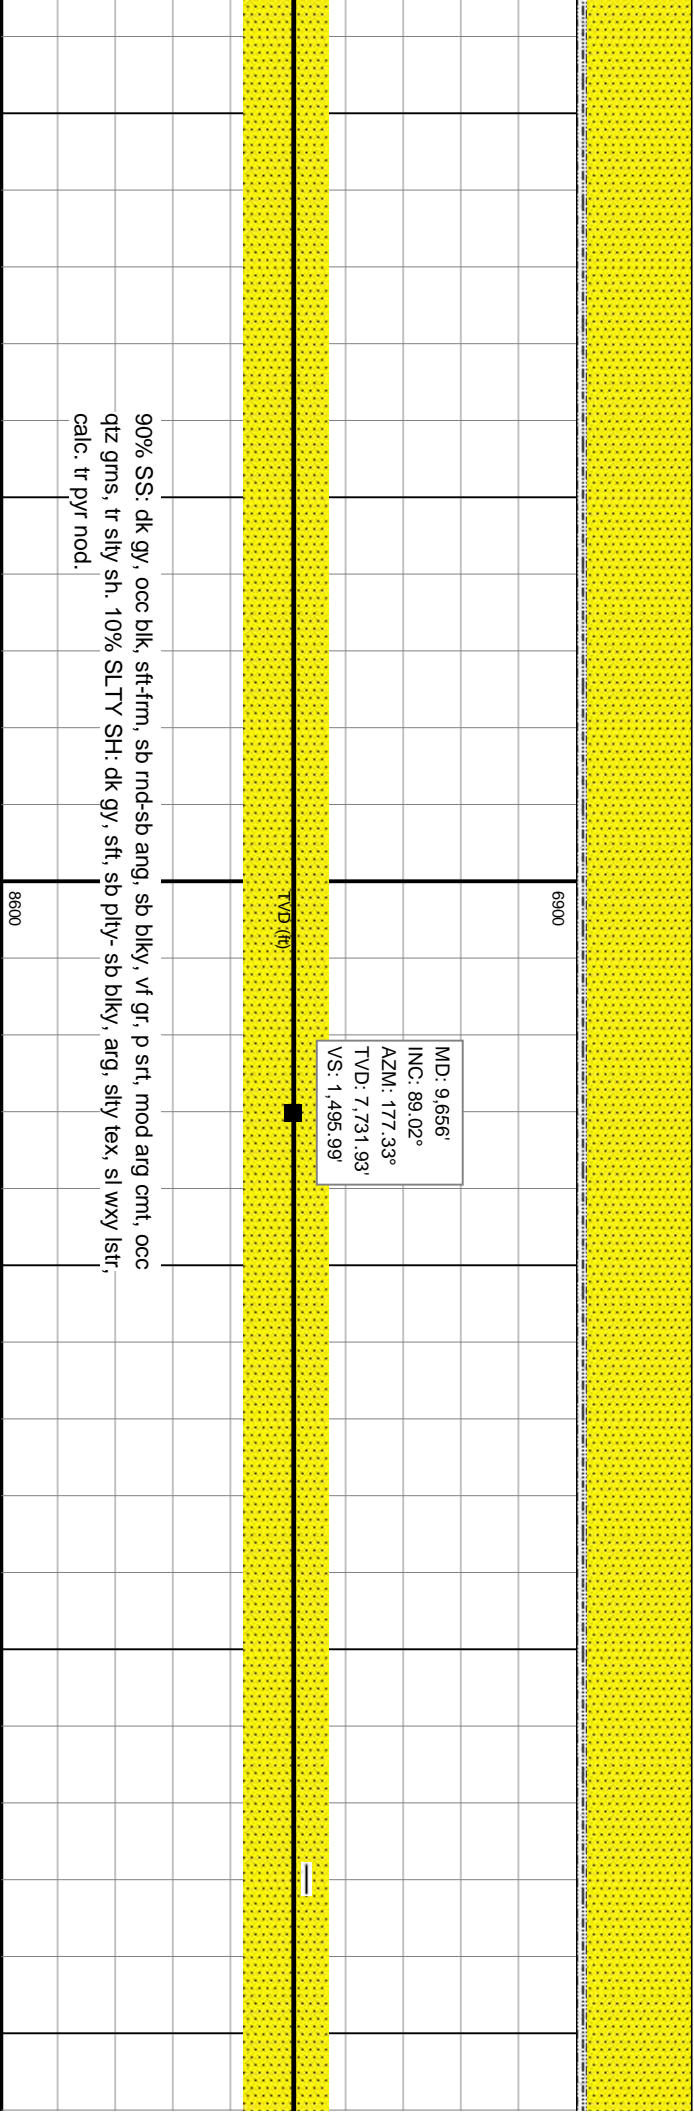 6900
MD: 9,656'
INC: 89.02°
AZM: 177.33°
TVD: 7,731.93'
VS: 1,495.99'
TVD (ft)
90% SS: dk gy, occ blk, sft-frm, sb rnd-sb ang, sb blky, vf gr, p srt, mod arg cmt, occ
qtz grns, tr slty sh. 10% SLTY SH: dk gy, sft, sb plty- sb blky, arg, slty tex, sl wxy lstr,
calc. tr pyr nod.
8600